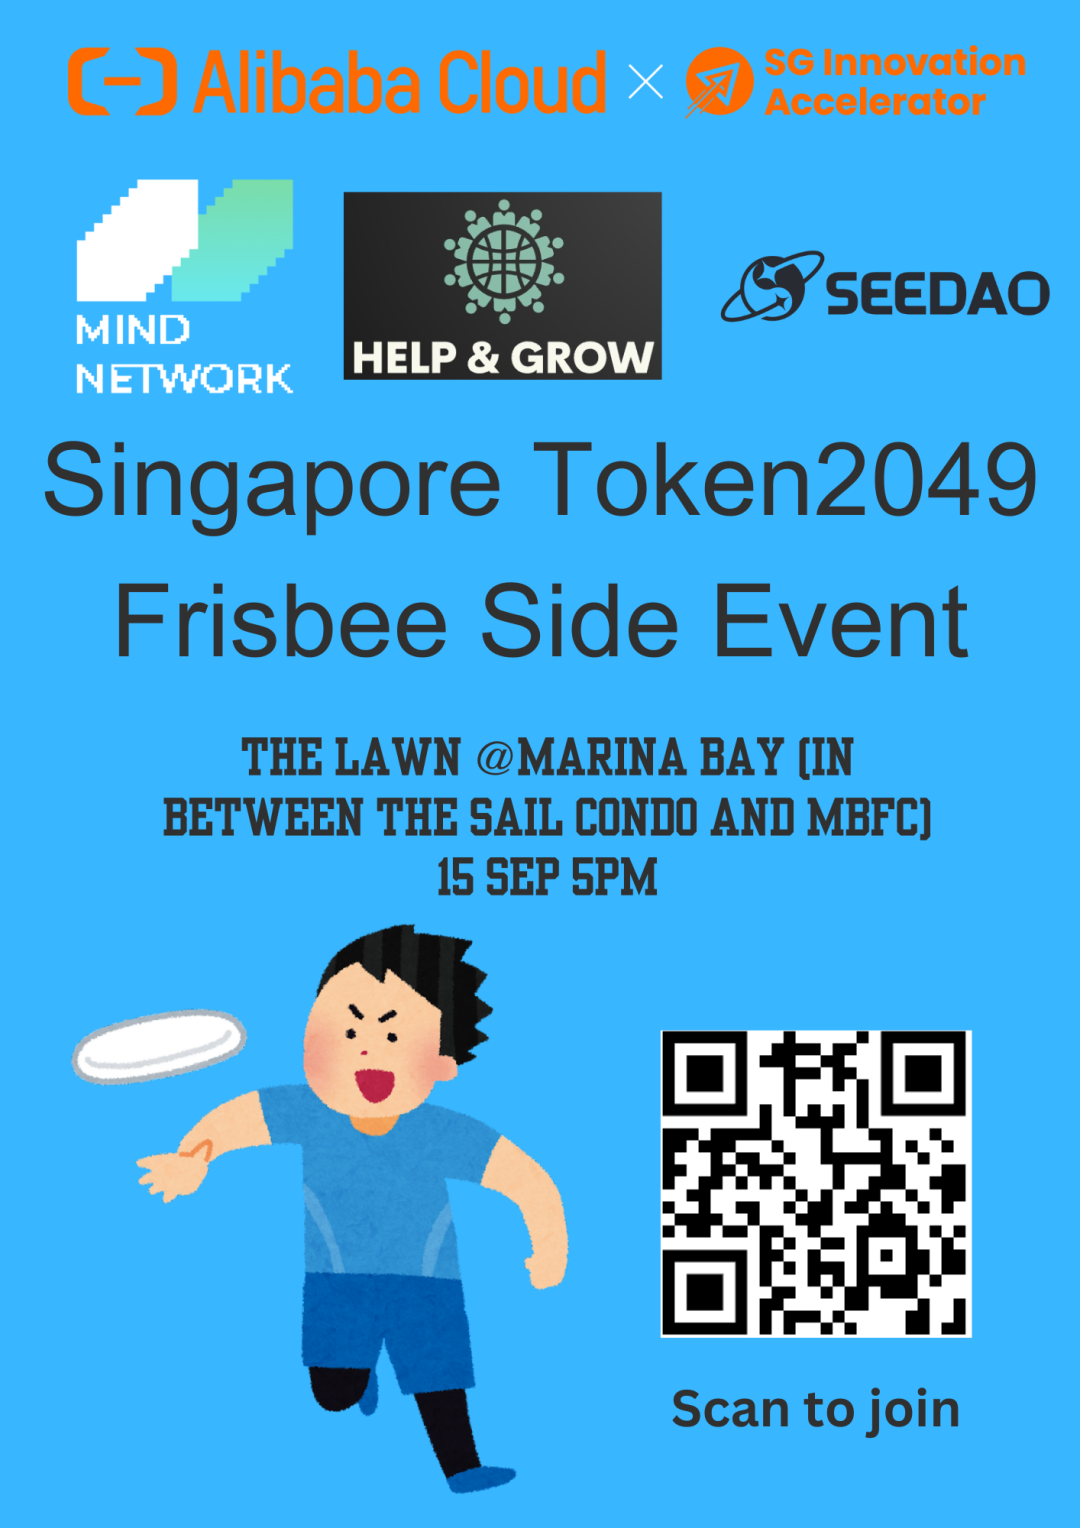 Alibaba Cloud × SG Innovation Accelerator
MIND
NETWORK
HELP & GROW
SEEDAO
Singapore Token2049
Frisbee Side Event
THE LAWN @MARINA BAY (IN
BETWEEN THE SAIL CONDO AND MBFC)
15 SEP 5PM
Scan to join